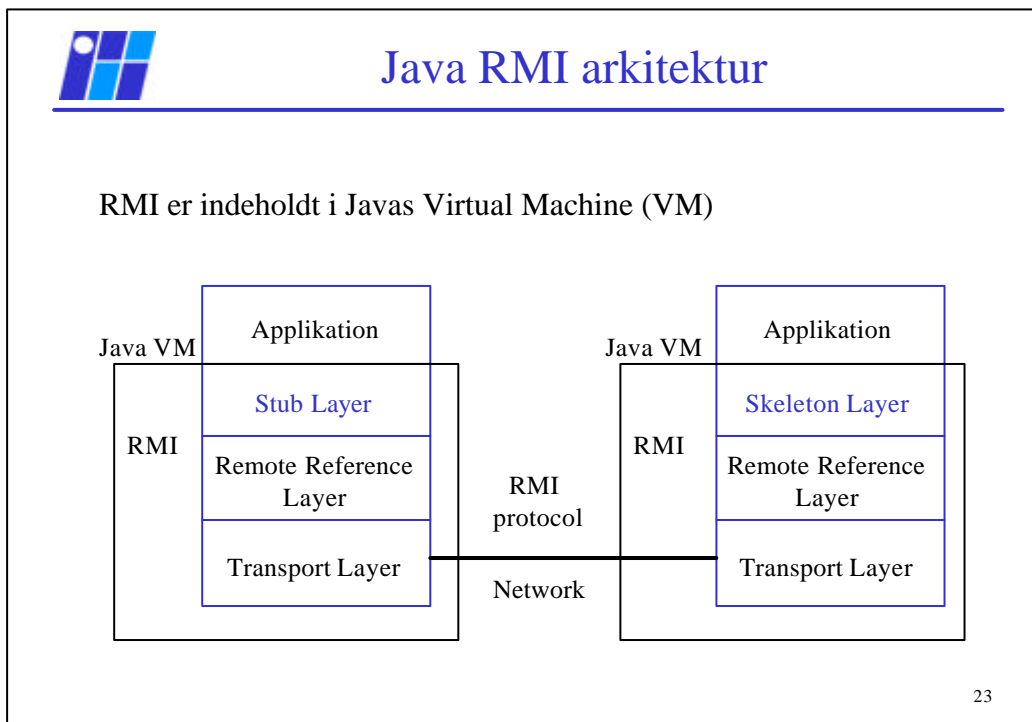 Java RMI arkitektur
RMI er indeholdt i Javas Virtual Machine (VM)
Java VM
Applikation
Stub Layer
RMI
Remote Reference
Layer
Transport Layer
RMI
protocol
Network
Java VM
Applikation
Skeleton Layer
RMI
Remote Reference
Layer
Transport Layer
23